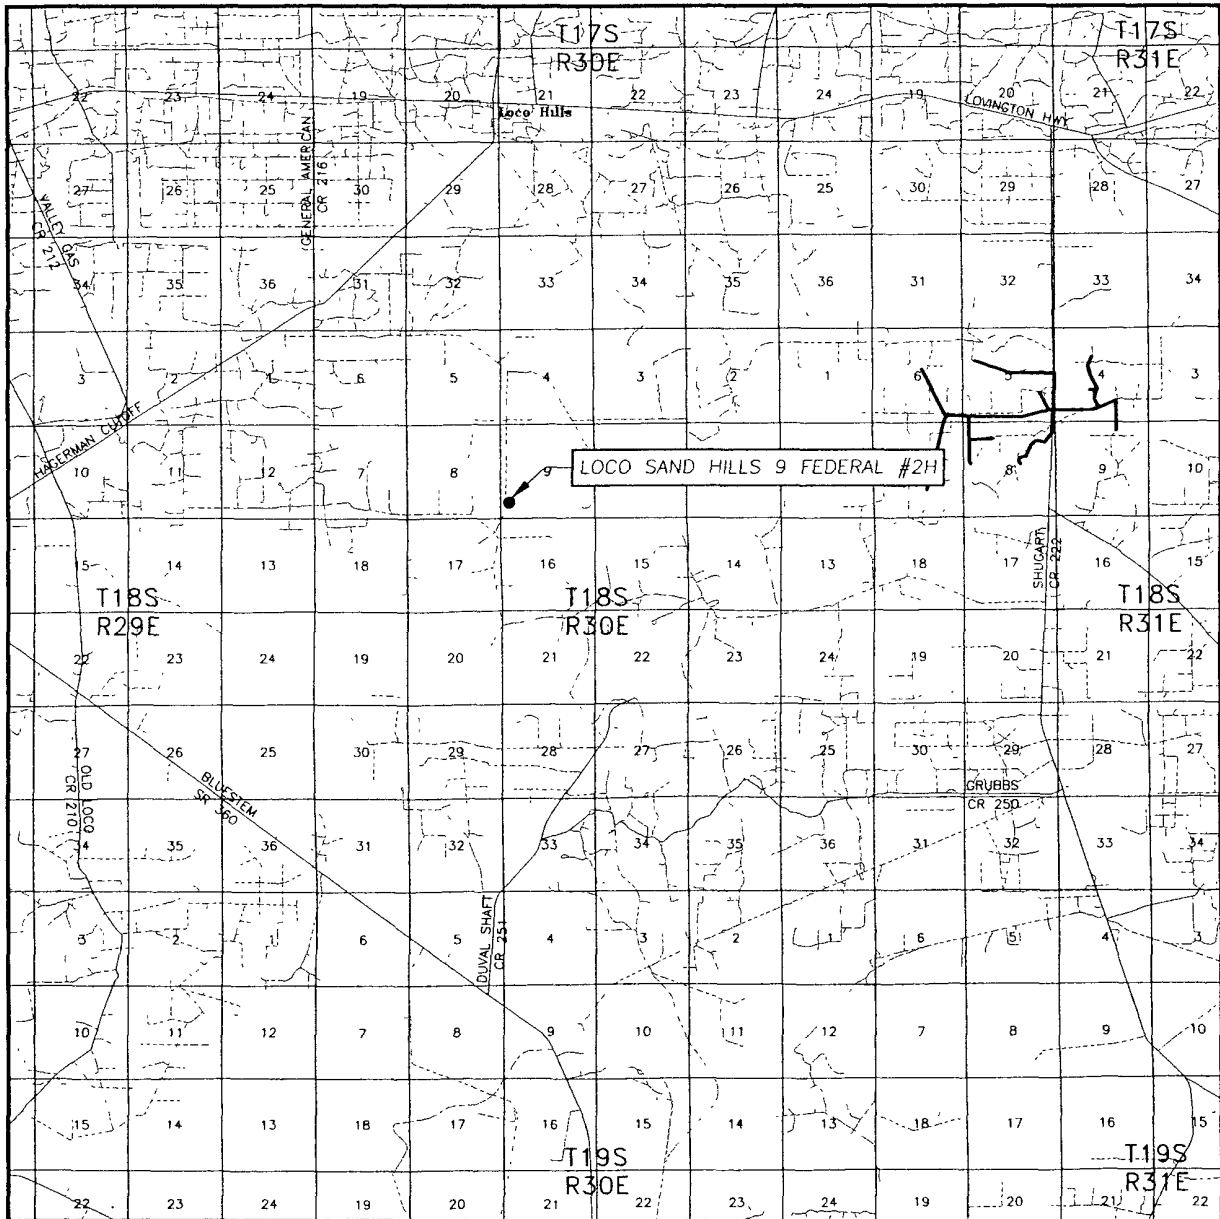 T17S
R30E
T17S
R31E
22 23 24 19 20 21 22 23 24 19 20 21 22
Loco Hills
LOVINGTON HWY
GENERAL AMERICAN
CR 216
27 26 25 30 29 28 27 26 25 30 29 28 27
VALLEY GAS
CR 212
34 35 36 31 32 33 34 35 36 31 32 33 34
3 2 1 6 5 4 3 2 1 6 5 4 3
HAGERMAN CUTOFF
10 11 12 7 8 9 8 9 10
LOCO SAND HILLS 9 FEDERAL #2H
15 14 13 18 17 16 15 14 13 18 17 16 15
SHUGART
CR 222
T18S
R29E
T18S
R30E
T18S
R31E
22 23 24 19 20 21 22 23 24 19 20 21 22
27 26 25 30 29 28 27 26 25 30 29 28 27
OLD LOCO
CR 210
BLUESTEM
SR 360
GRUBBS
CR 250
34 35 36 31 32 33 34 35 36 31 32 33 34
DUVAL SHAFT
CR 251
3 2 1 6 5 4 3 2 1 6 5 4 3
10 11 12 7 8 9 10 11 12 7 8 9 10
15 14 13 18 17 16 15 14 13 18 17 16 15
T19S
R30E
T19S
R31E
22 23 24 19 20 21 22 23 24 19 20 21 22